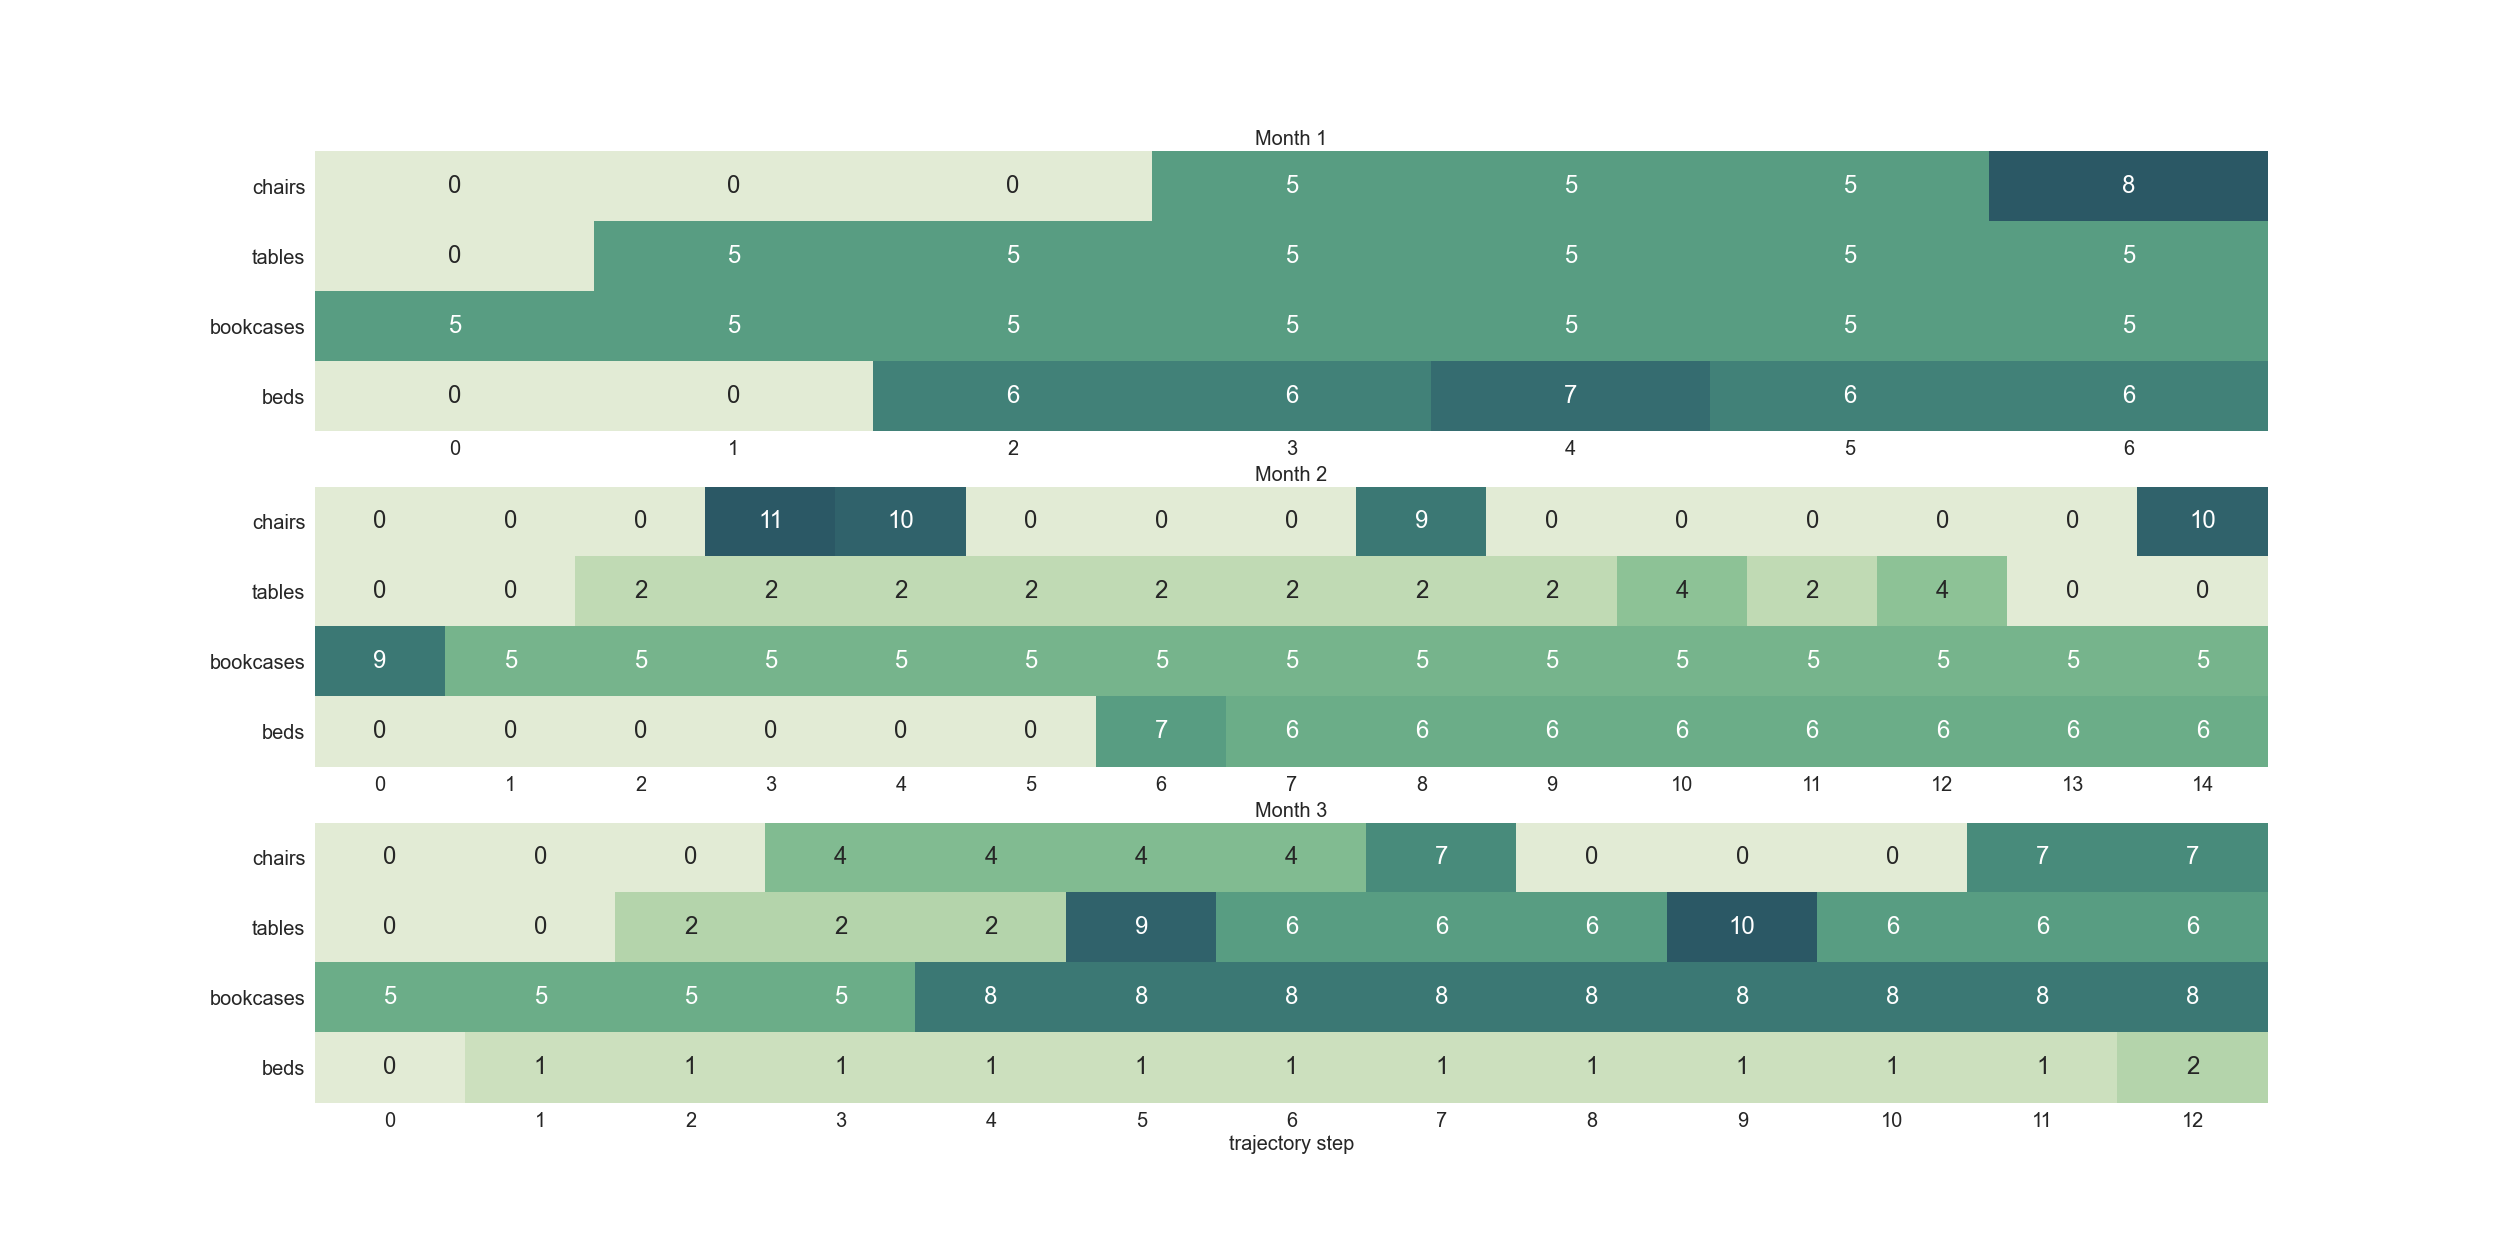 Month 1
chairs 0 0 0 5 5 5 8
tables 0 5 5 5 5 5 5
bookcases 5 5 5 5 5 5 5
beds 0 0 6 6 7 6 6
0 1 2 3 4 5 6
Month 2
chairs 0 0 0 11 10 0 0 0 9 0 0 0 0 0 10
tables 0 0 2 2 2 2 2 2 2 2 4 2 4 0 0
bookcases 9 5 5 5 5 5 5 5 5 5 5 5 5 5 5
beds 0 0 0 0 0 0 7 6 6 6 6 6 6 6 6
0 1 2 3 4 5 6 7 8 9 10 11 12 13 14
Month 3
chairs 0 0 0 4 4 4 4 7 0 0 0 7 7
tables 0 0 2 2 2 9 6 6 6 10 6 6 6
bookcases 5 5 5 5 8 8 8 8 8 8 8 8 8
beds 0 1 1 1 1 1 1 1 1 1 1 1 2
0 1 2 3 4 5 6 7 8 9 10 11 12
trajectory step